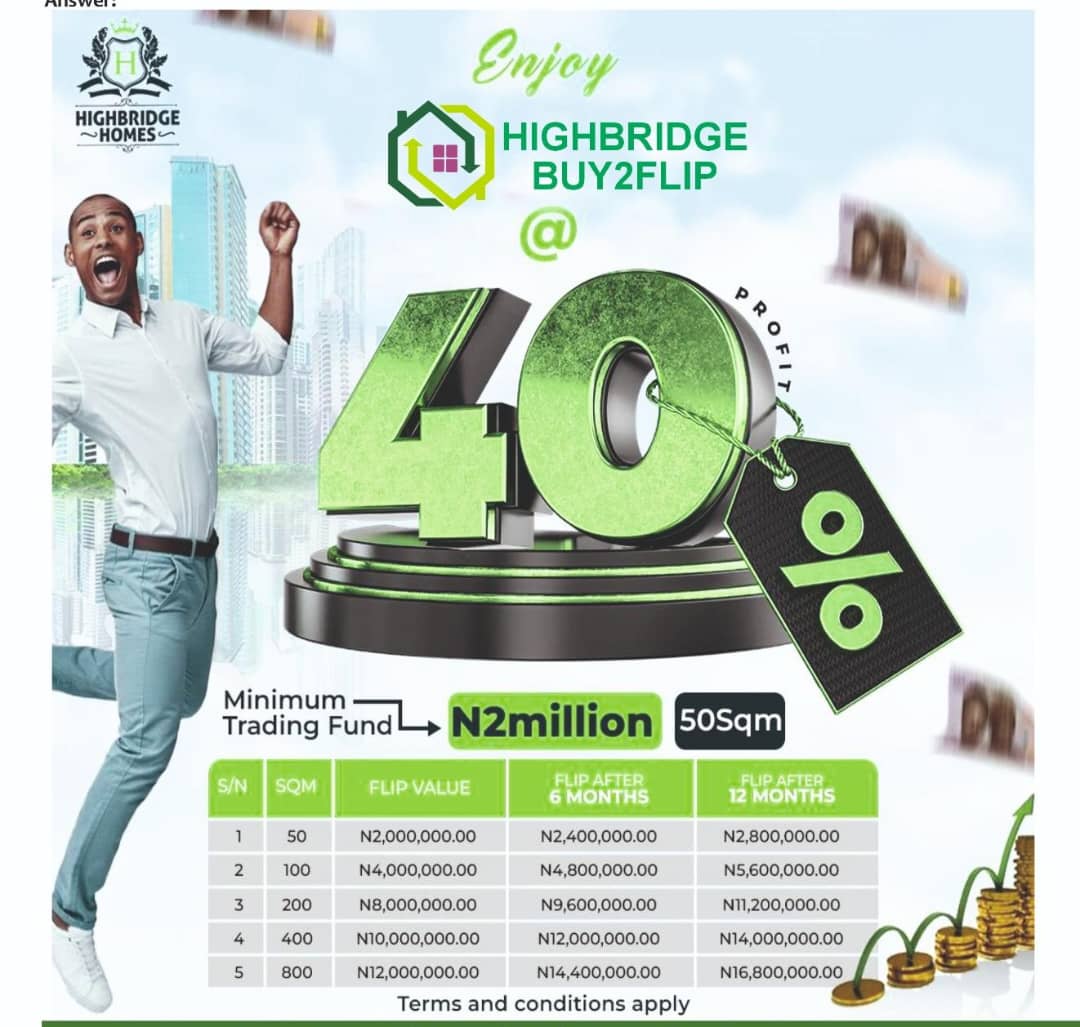 Answer:
HIGHBRIDGE
~HOMES~
H
Enjoy
HIGHBRIDGE
BUY2FLIP
@
40
PROFIT
%
Minimum
Trading Fund
N2million
50Sqm
S/N SQM FLIP VALUE FLIP AFTER 6 MONTHS FLIP AFTER 12 MONTHS
1 50 N2,000,000.00 N2,400,000.00 N2,800,000.00
2 100 N4,000,000.00 N4,800,000.00 N5,600,000.00
3 200 N8,000,000.00 N9,600,000.00 N11,200,000.00
4 400 N10,000,000.00 N12,000,000.00 N14,000,000.00
5 800 N12,000,000.00 N14,400,000.00 N16,800,000.00
Terms and conditions apply